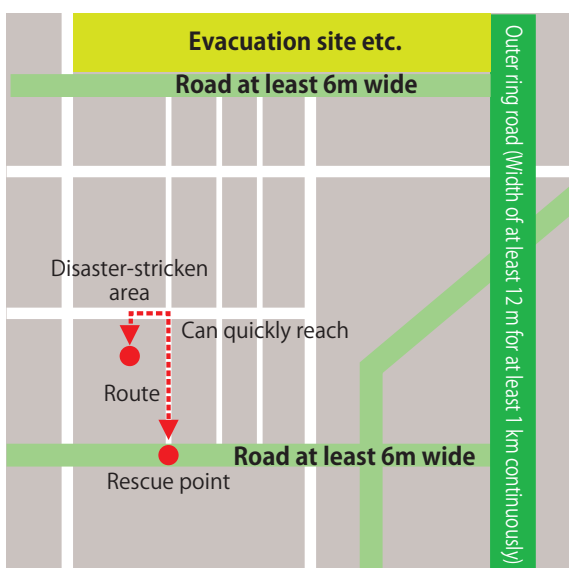 Evacuation site etc.
Road at least 6m wide
Outer ring road (Width of at least 12 m for at least 1 km continuously)
Disaster-stricken
area
Can quickly reach
Route
Road at least 6m wide
Rescue point